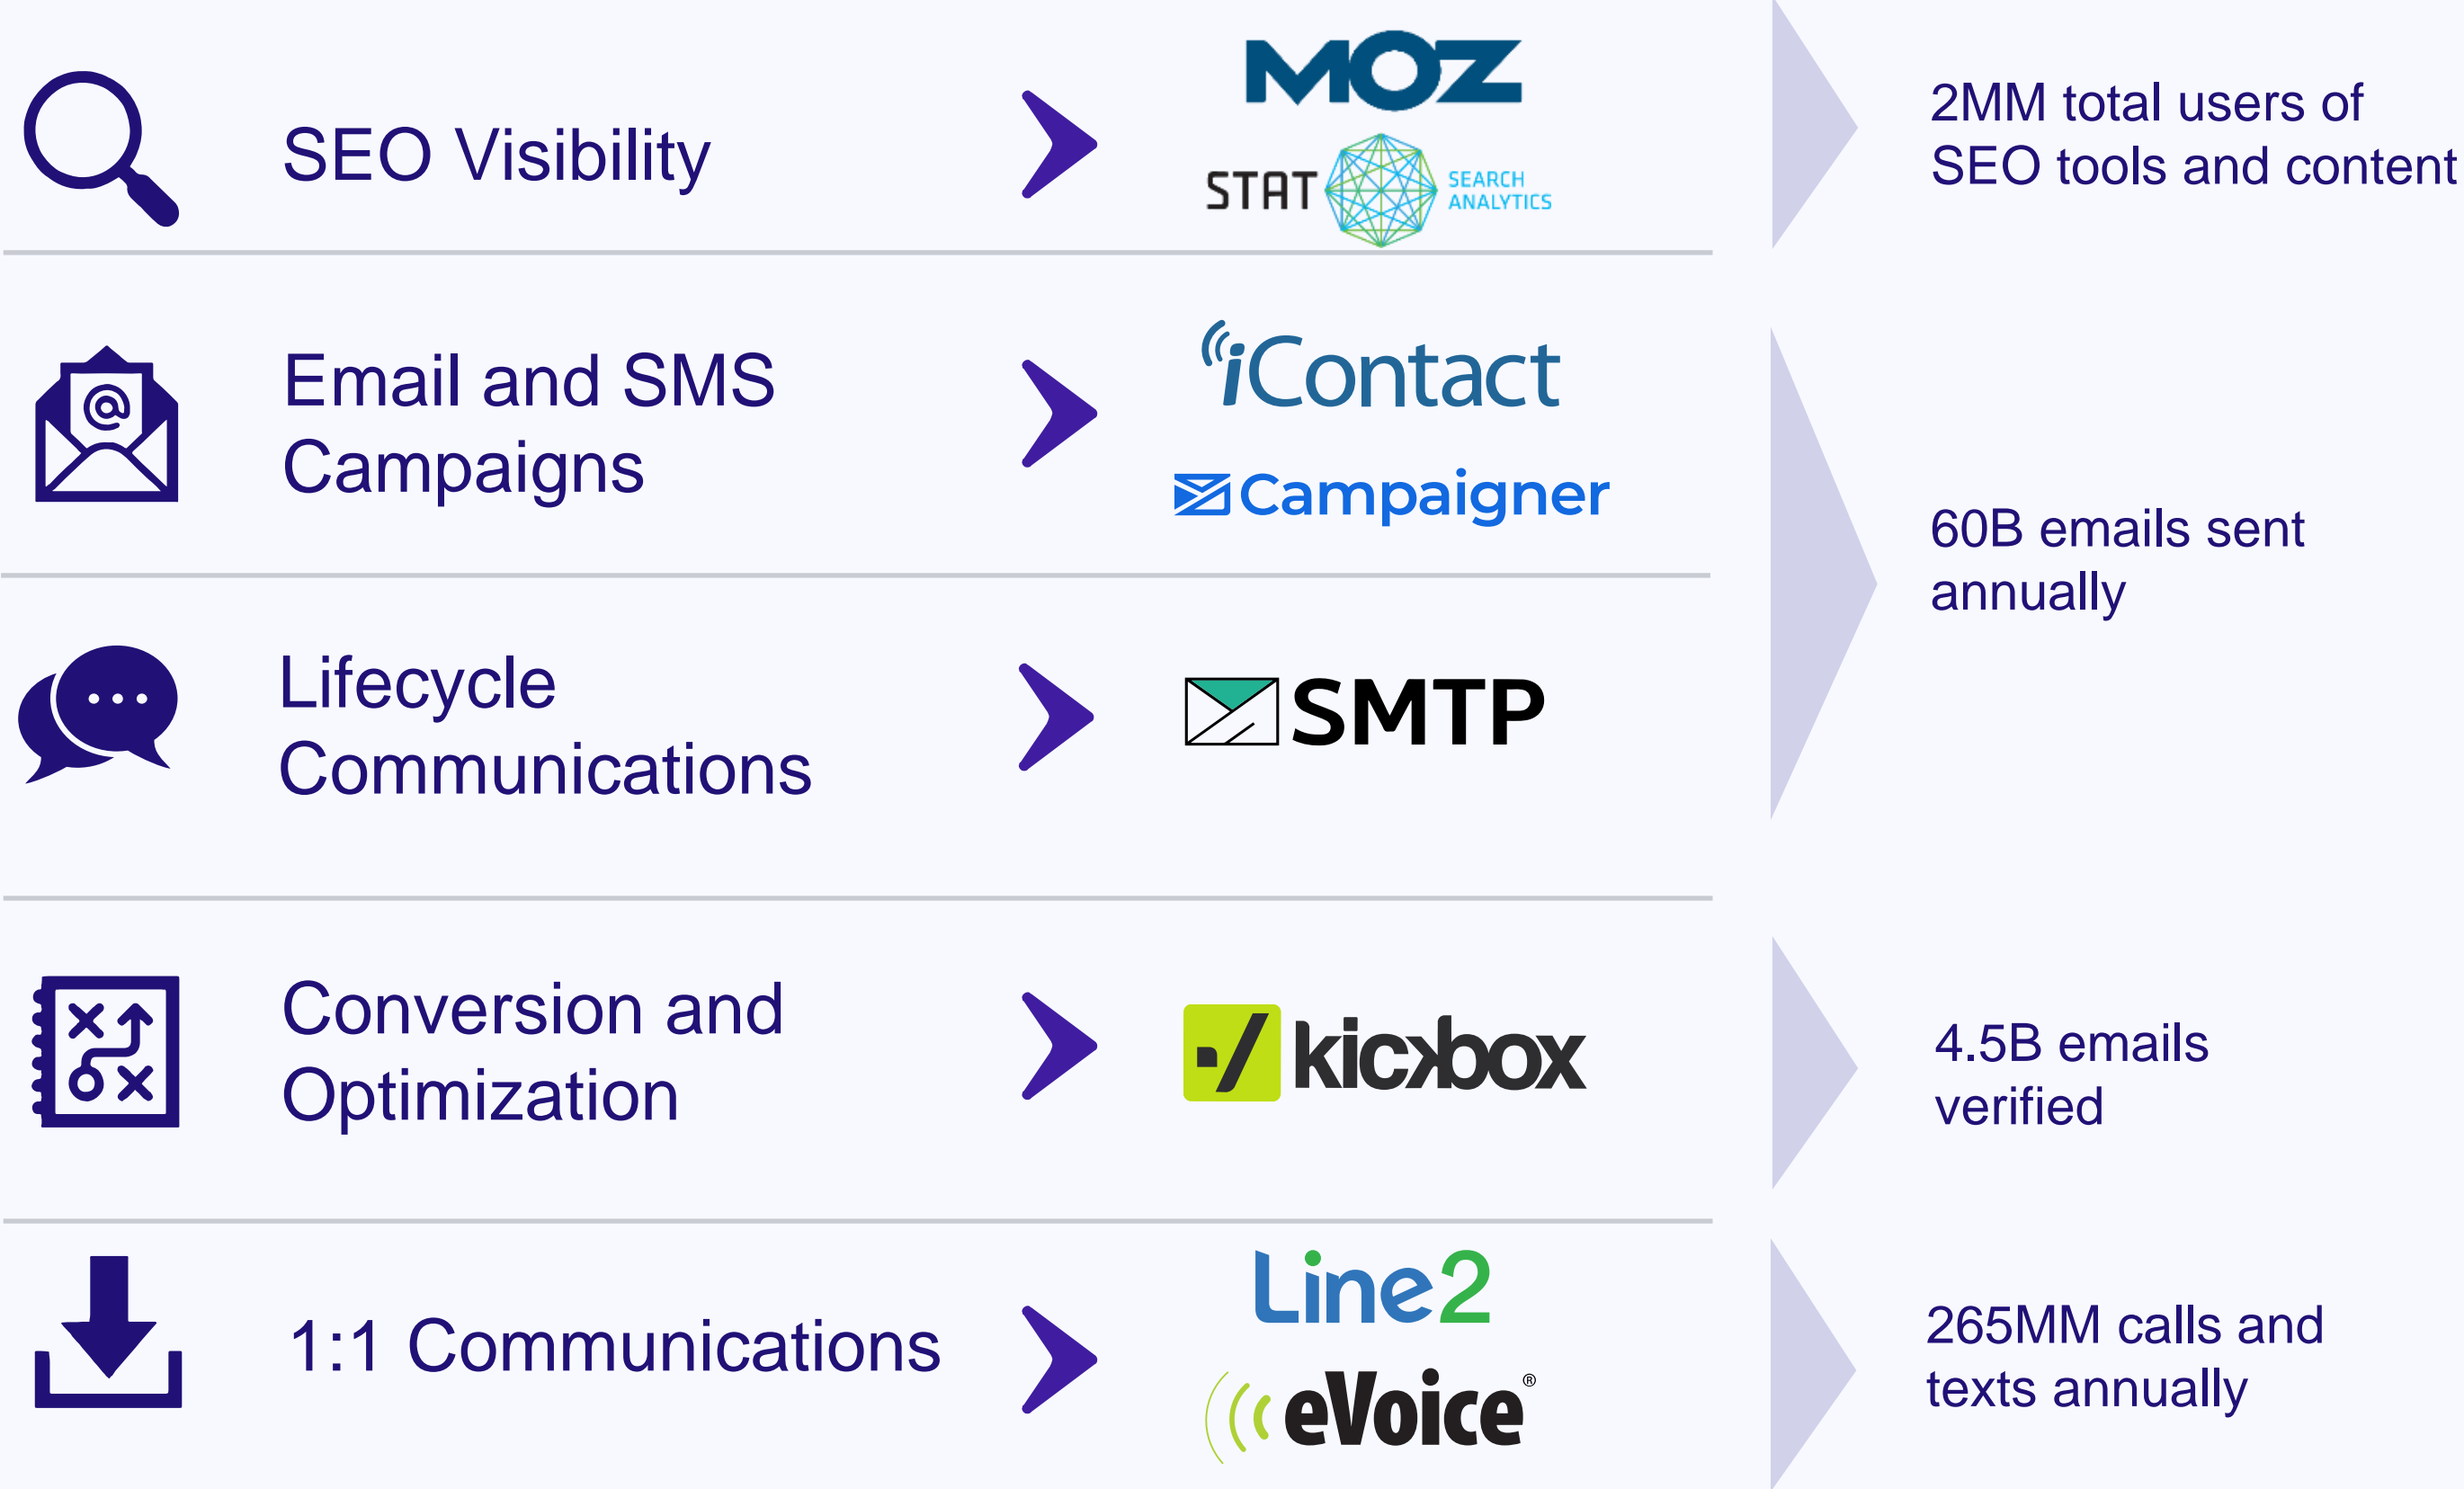 SEO Visibility
MOZ
STAT
SEARCH
ANALYTICS
2MM total users of
SEO tools and content
Email and SMS
Campaigns
iContact
Campaigner
60B emails sent
annually
Lifecycle
Communications
SMTP
Conversion and
Optimization
kickbox
4.5B emails
verified
1:1 Communications
Line2
eVoice®
265MM calls and
texts annually